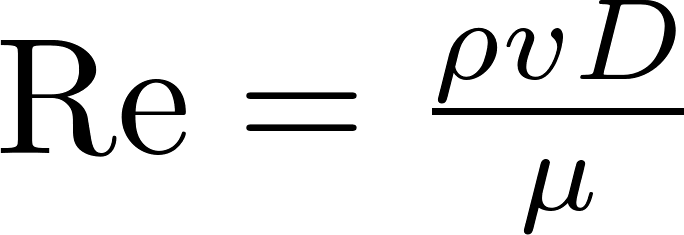 Re = ρvD / μ